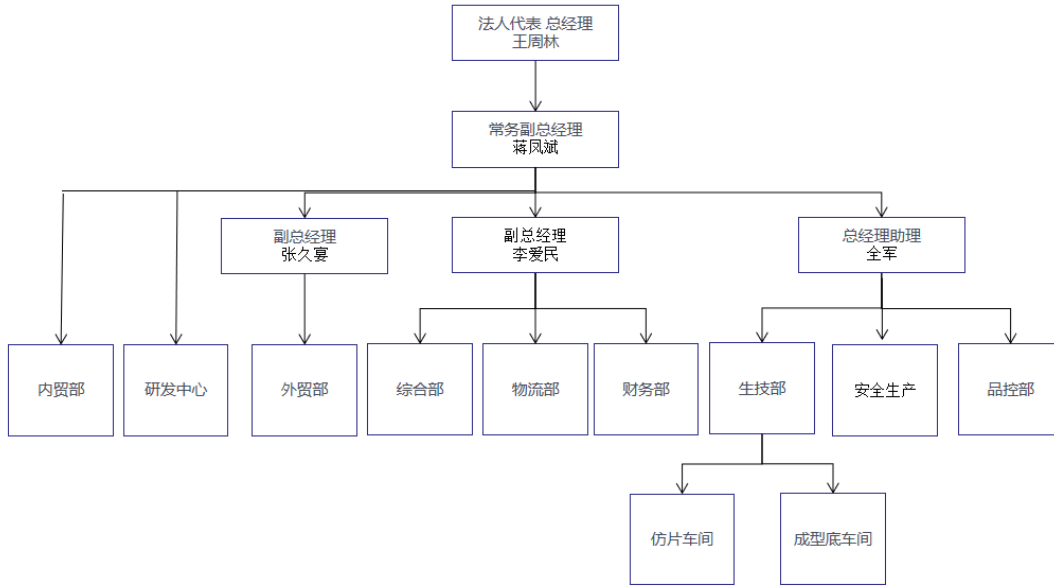 法人代表 总经理
王周林
常务副总经理
蒋凤斌
副总经理
张久宴
副总经理
李爱民
总经理助理
全军
内贸部
研发中心
外贸部
综合部
物流部
财务部
生技部
安全生产
品控部
仿片车间
成型底车间